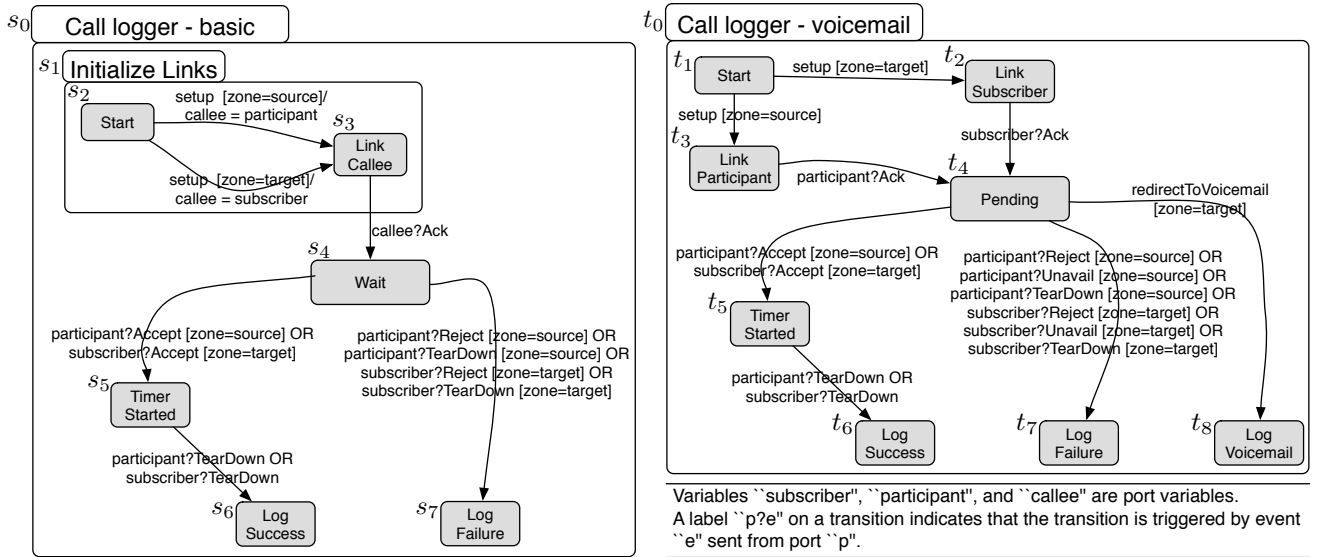 s0
Call logger - basic
s1
Initialize Links
s2
Start
setup [zone=source]/
callee = participant
s3
Link
Callee
setup [zone=target]/
callee = subscriber
callee?Ack
s4
Wait
participant?Accept [zone=source] OR
subscriber?Accept [zone=target]
participant?Reject [zone=source] OR
participant?TearDown [zone=source] OR
subscriber?Reject [zone=target] OR
subscriber?TearDown [zone=target]
s5
Timer
Started
participant?TearDown OR
subscriber?TearDown
s6
Log
Success
s7
Log
Failure
t0
Call logger - voicemail
t1
Start
setup [zone=target]
t2
Link
Subscriber
setup [zone=source]
subscriber?Ack
t3
Link
Participant
participant?Ack
t4
Pending
redirectToVoicemail
[zone=target]
participant?Accept [zone=source] OR
subscriber?Accept [zone=target]
participant?Reject [zone=source] OR
participant?Unavail [zone=source] OR
participant?TearDown [zone=source] OR
subscriber?Reject [zone=target] OR
subscriber?Unavail [zone=target] OR
subscriber?TearDown [zone=target]
t5
Timer
Started
participant?TearDown OR
subscriber?TearDown
t6
Log
Success
t7
Log
Failure
t8
Log
Voicemail
Variables ``subscriber'', ``participant'', and ``callee'' are port variables.
A label ``p?e'' on a transition indicates that the transition is triggered by event
``e'' sent from port ``p''.